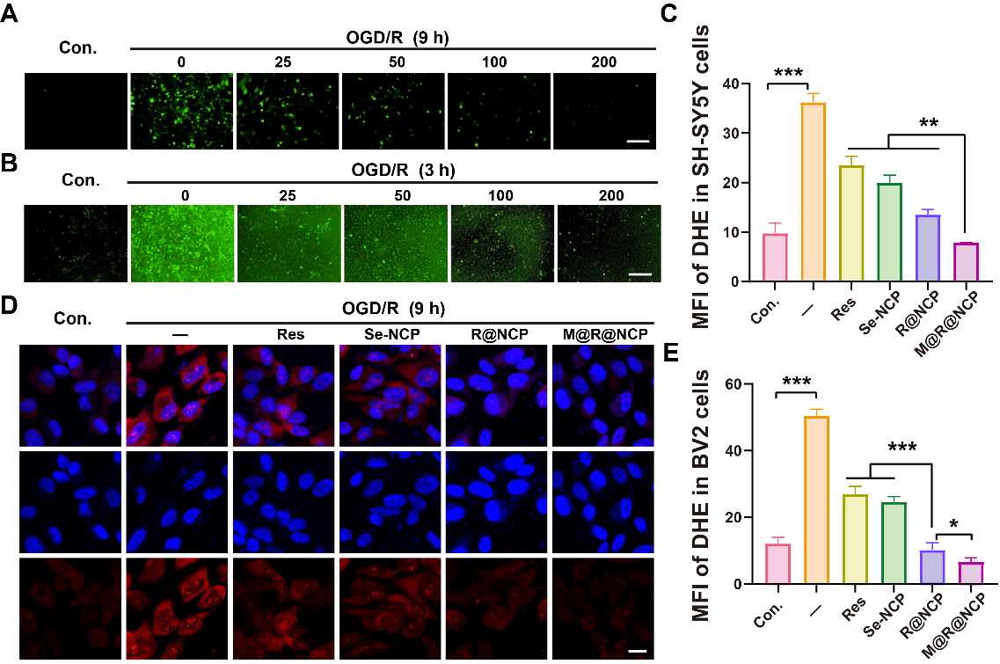 A
Con.
OGD/R (9 h)
0 25 50 100 200
B
Con.
OGD/R (3 h)
0 25 50 100 200
C
MFI of DHE in SH-SY5Y cells
40
30
20
10
0
***
**
Con. — Res Se-NCP R@NCP M@R@NCP
D
Con.
OGD/R (9 h)
— Res Se-NCP R@NCP M@R@NCP
E
MFI of DHE in BV2 cells
60
40
20
0
***
***
*
Con. — Res Se-NCP R@NCP M@R@NCP